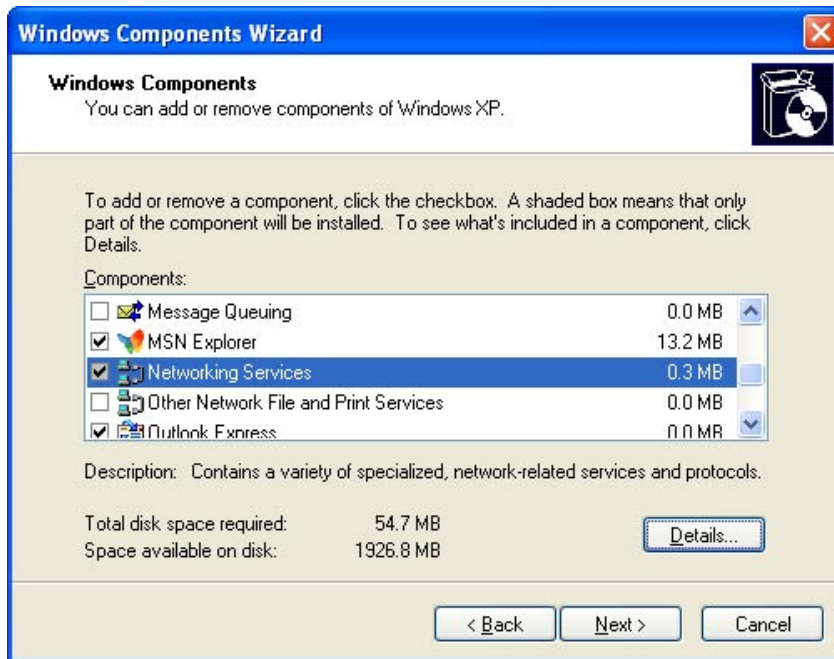 Windows Components Wizard
Windows Components
You can add or remove components of Windows XP.
To add or remove a component, click the checkbox. A shaded box means that only
part of the component will be installed. To see what's included in a component, click
Details.
Components:
Message Queuing 0.0 MB
MSN Explorer 13.2 MB
Networking Services 0.3 MB
Other Network File and Print Services 0.0 MB
Outlook Express 0.0 MB
Description: Contains a variety of specialized, network-related services and protocols.
Total disk space required: 54.7 MB
Space available on disk: 1926.8 MB
Details...
< Back Next > Cancel